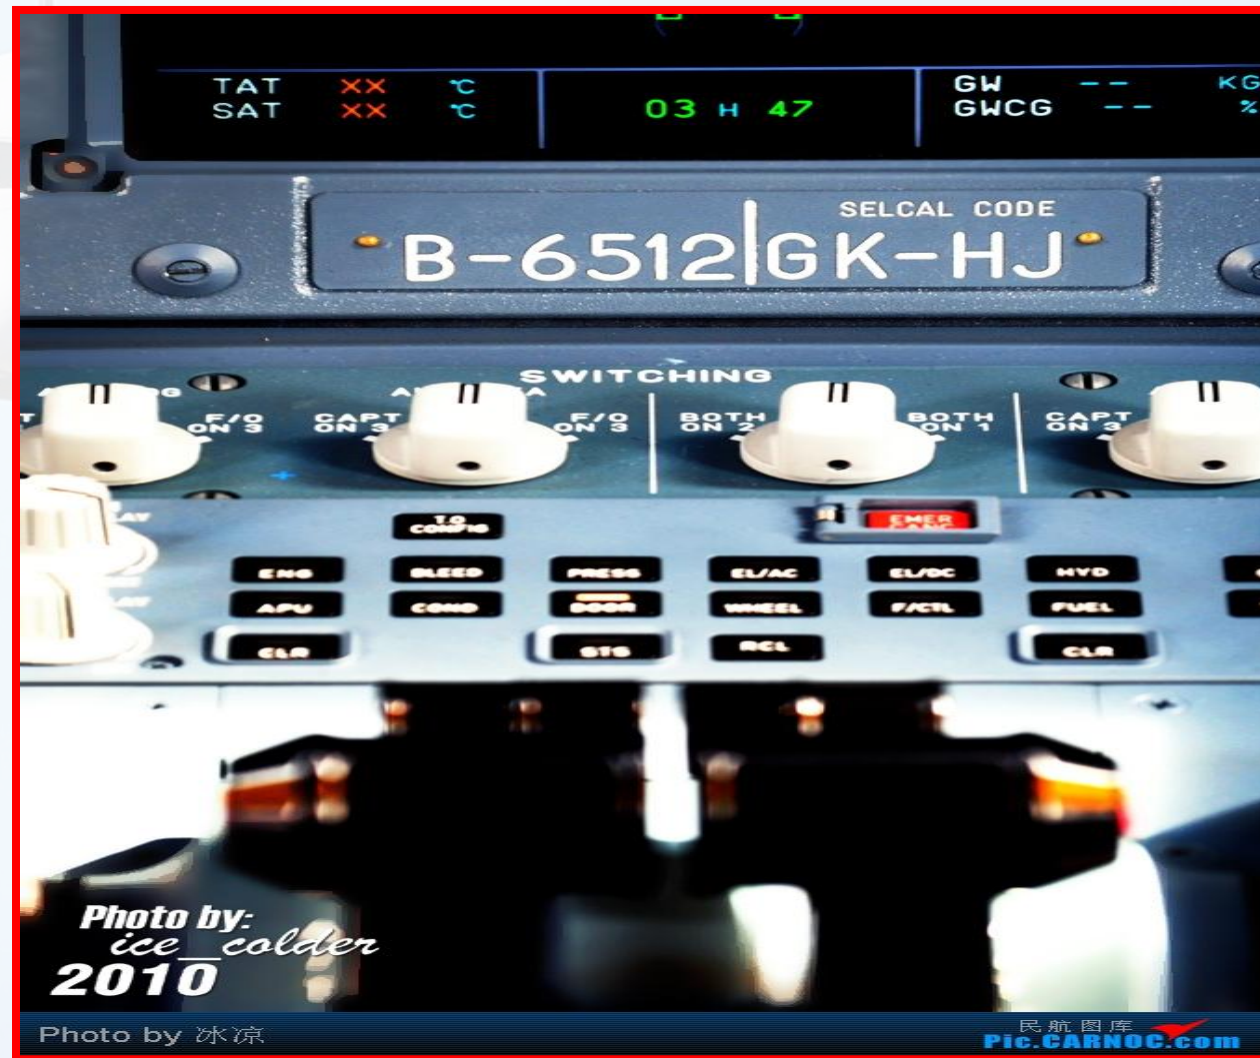 TAT XX °C
SAT XX °C
03 H 47
GW -- KG
GWCG -- %
SELCAL CODE
B-6512 GK-HJ
SWITCHING
F/O ON 3
CAPT ON 3
F/O ON 3
BOTH ON 2
BOTH ON 1
CAPT ON 3
T.O CONFIG
EMER CANC
ENG BLEED PRESS EL/AC EL/DC HYD
APU COND DOOR WHEEL F/CTL FUEL
CLR STS RCL CLR
Photo by:
ice_colder
2010
Photo by 冰凉
民航图库
Pic.CARNOC.com